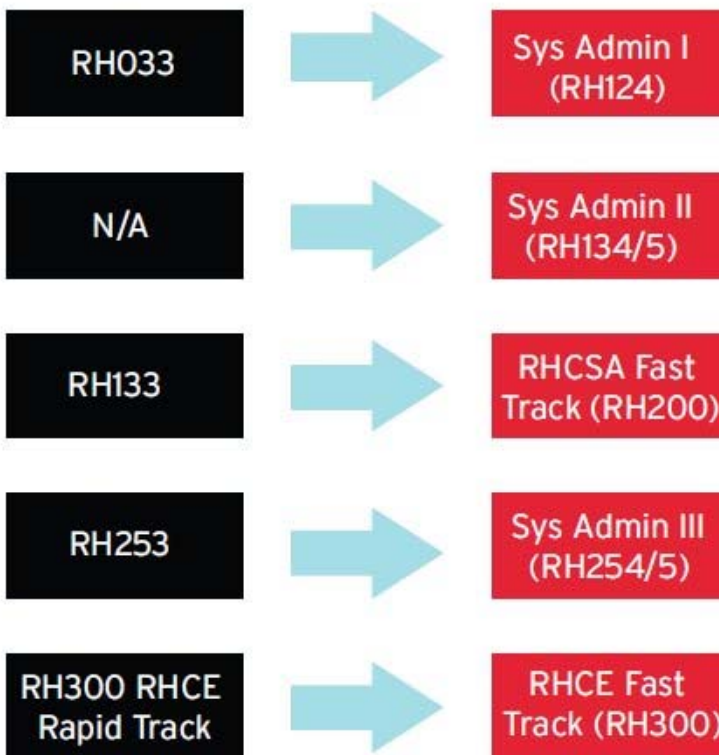 RH033
Sys Admin I
(RH124)
N/A
Sys Admin II
(RH134/5)
RH133
RHCSA Fast
Track (RH200)
RH253
Sys Admin III
(RH254/5)
RH300 RHCE
Rapid Track
RHCE Fast
Track (RH300)